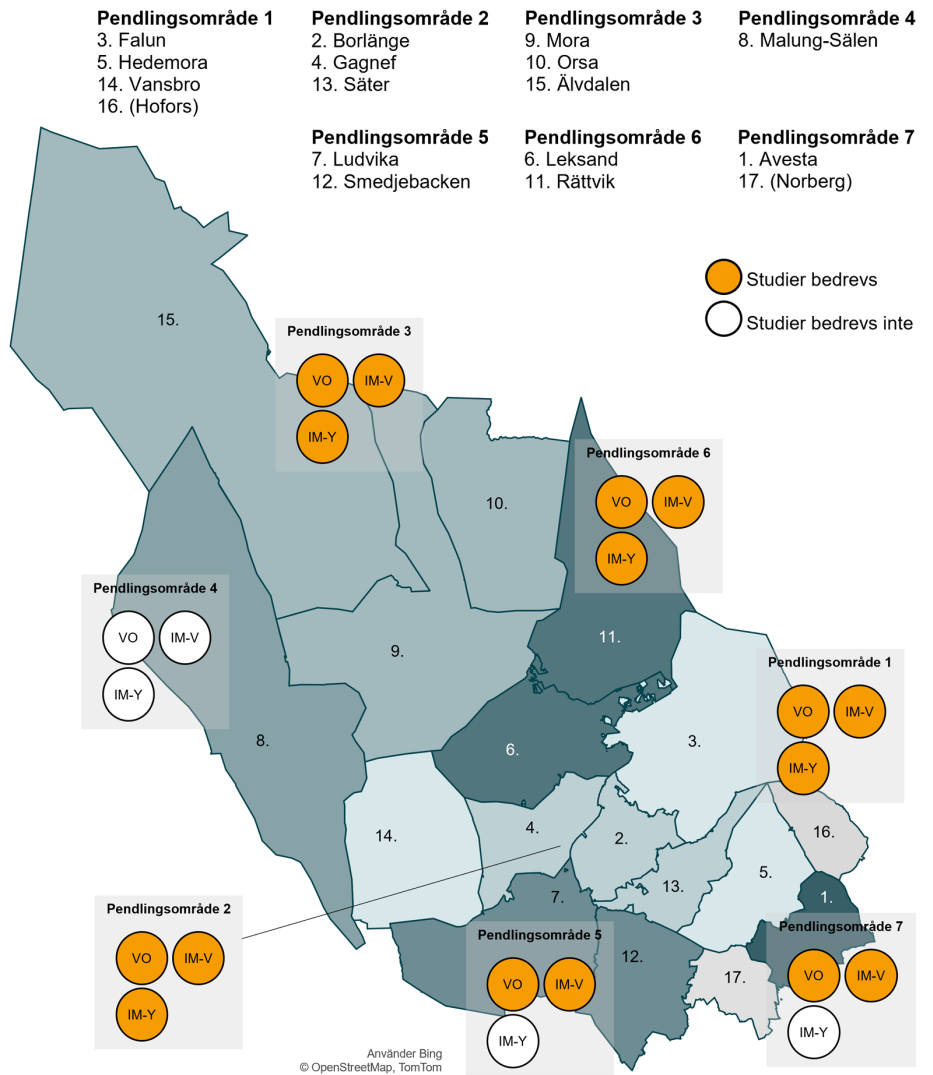 Pendlingsområde 1
3. Falun
5. Hedemora
14. Vansbro
16. (Hofors)
Pendlingsområde 2
2. Borlänge
4. Gagnef
13. Säter
Pendlingsområde 3
9. Mora
10. Orsa
15. Älvdalen
Pendlingsområde 4
8. Malung-Sälen
Pendlingsområde 5
7. Ludvika
12. Smedjebacken
Pendlingsområde 6
6. Leksand
11. Rättvik
Pendlingsområde 7
1. Avesta
17. (Norberg)
Studier bedrevs
Studier bedrevs inte
15.
Pendlingsområde 3
VO IM-V
IM-Y
10.
Pendlingsområde 6
VO IM-V
IM-Y
Pendlingsområde 4
VO IM-V
IM-Y
11.
9.
Pendlingsområde 1
VO IM-V
IM-Y
8.
6.
3.
14.
4.
2.
16.
5.
13.
7.
1.
Pendlingsområde 2
VO IM-V
IM-Y
Pendlingsområde 5
VO IM-V
IM-Y
12.
17.
Pendlingsområde 7
VO IM-V
IM-Y
Använder Bing
© OpenStreetMap, TomTom